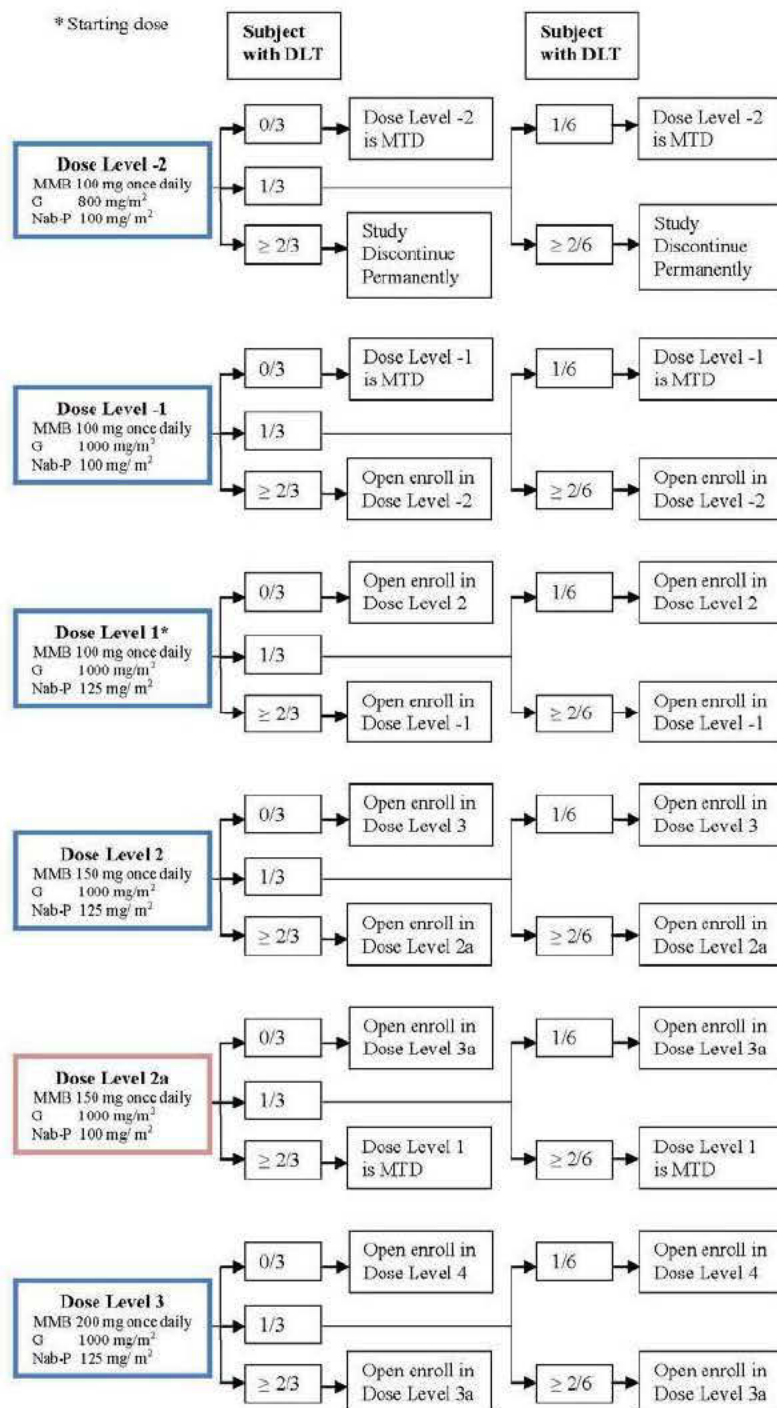 * Starting dose
Subject
with DLT
Subject
with DLT
Dose Level -2
MMB 100 mg once daily
G 800 mg/m²
Nab-P 100 mg/ m²
0/3
Dose Level -2
is MTD
1/6
Dose Level -2
is MTD
1/3
≥ 2/3
Study
Discontinue
Permanently
≥ 2/6
Study
Discontinue
Permanently
Dose Level -1
MMB 100 mg once daily
G 1000 mg/m²
Nab-P 100 mg/ m²
0/3
Dose Level -1
is MTD
1/6
Dose Level -1
is MTD
1/3
≥ 2/3
Open enroll in
Dose Level -2
≥ 2/6
Open enroll in
Dose Level -2
Dose Level 1*
MMB 100 mg once daily
G 1000 mg/m²
Nab-P 125 mg/ m²
0/3
Open enroll in
Dose Level 2
1/6
Open enroll in
Dose Level 2
1/3
≥ 2/3
Open enroll in
Dose Level -1
≥ 2/6
Open enroll in
Dose Level -1
Dose Level 2
MMB 150 mg once daily
G 1000 mg/m²
Nab-P 125 mg/ m²
0/3
Open enroll in
Dose Level 3
1/6
Open enroll in
Dose Level 3
1/3
≥ 2/3
Open enroll in
Dose Level 2a
≥ 2/6
Open enroll in
Dose Level 2a
Dose Level 2a
MMB 150 mg once daily
G 1000 mg/m²
Nab-P 100 mg/ m²
0/3
Open enroll in
Dose Level 3a
1/6
Open enroll in
Dose Level 3a
1/3
≥ 2/3
Dose Level 1
is MTD
≥ 2/6
Dose Level 1
is MTD
Dose Level 3
MMB 200 mg once daily
G 1000 mg/m²
Nab-P 125 mg/ m²
0/3
Open enroll in
Dose Level 4
1/6
Open enroll in
Dose Level 4
1/3
≥ 2/3
Open enroll in
Dose Level 3a
≥ 2/6
Open enroll in
Dose Level 3a